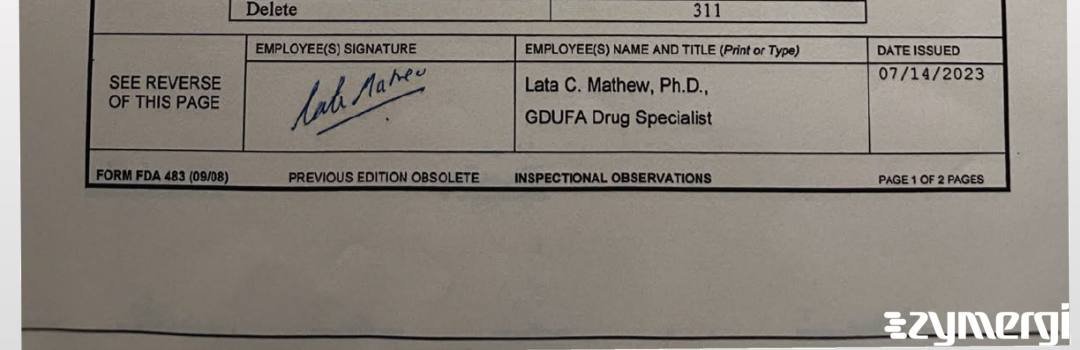 Delete 311
EMPLOYEE(S) SIGNATURE EMPLOYEE(S) NAME AND TITLE (Print or Type) DATE ISSUED
SEE REVERSE
OF THIS PAGE
Lata Mathew
Lata C. Mathew, Ph.D.,
GDUFA Drug Specialist
07/14/2023
FORM FDA 483 (09/08) PREVIOUS EDITION OBSOLETE INSPECTIONAL OBSERVATIONS PAGE 1 OF 2 PAGES
zymergi